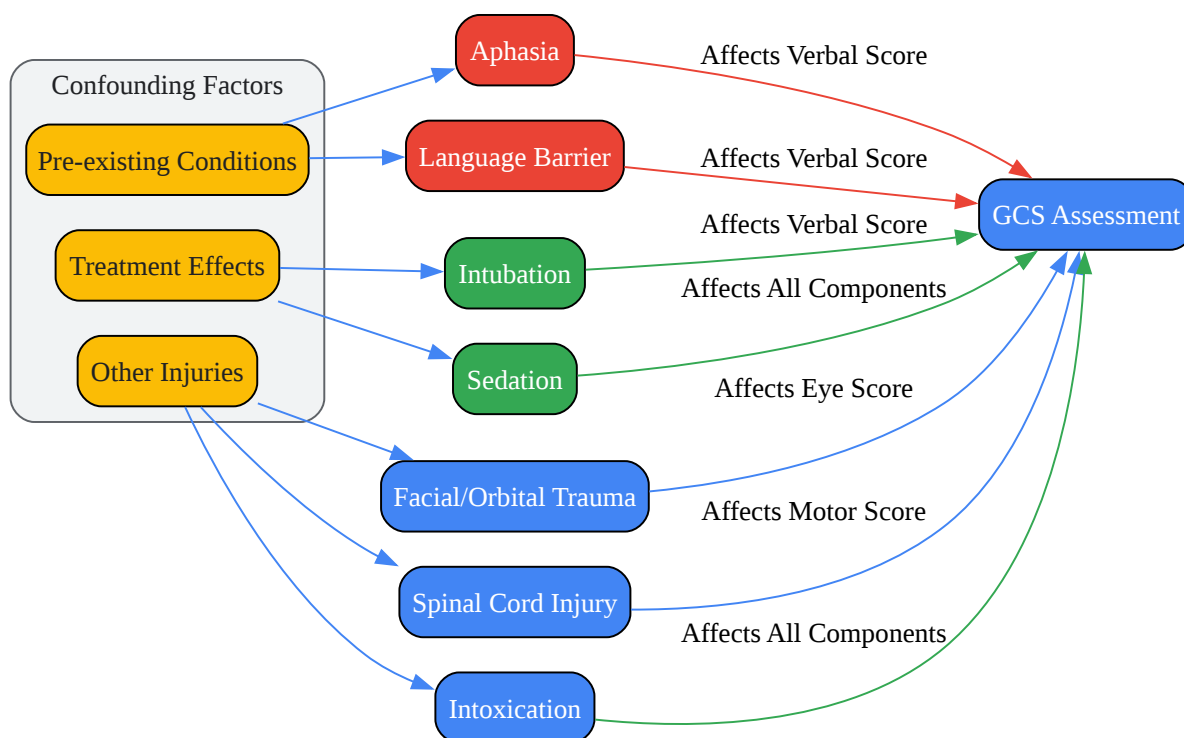 Confounding Factors
Pre-existing Conditions
Treatment Effects
Other Injuries
Aphasia
Language Barrier
Intubation
Sedation
Facial/Orbital Trauma
Spinal Cord Injury
Intoxication
Affects Verbal Score
Affects Verbal Score
Affects Verbal Score
Affects All Components
Affects Eye Score
Affects Motor Score
Affects All Components
GCS Assessment